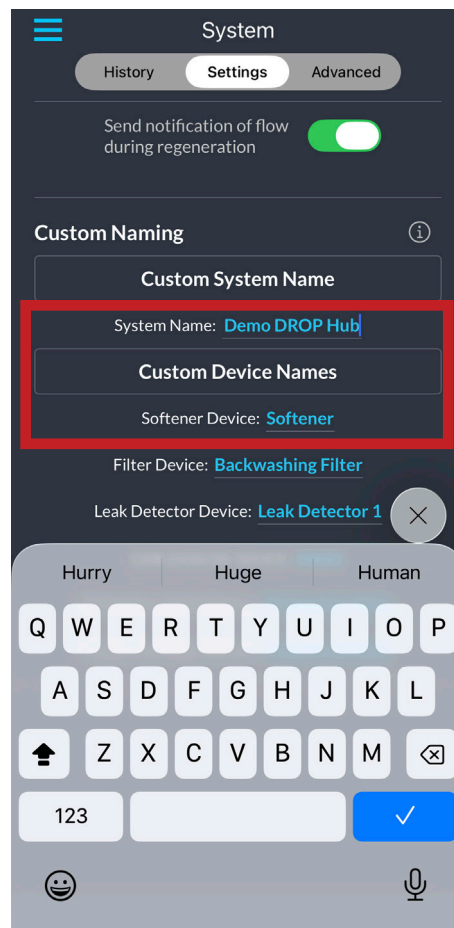 System
History Settings Advanced
Send notification of flow
during regeneration
Custom Naming
Custom System Name
System Name: Demo DROP Hub
Custom Device Names
Softener Device: Softener
Filter Device: Backwashing Filter
Leak Detector Device: Leak Detector 1
Hurry Huge Human
Q W E R T Y U I O P
A S D F G H J K L
Z X C V B N M
123